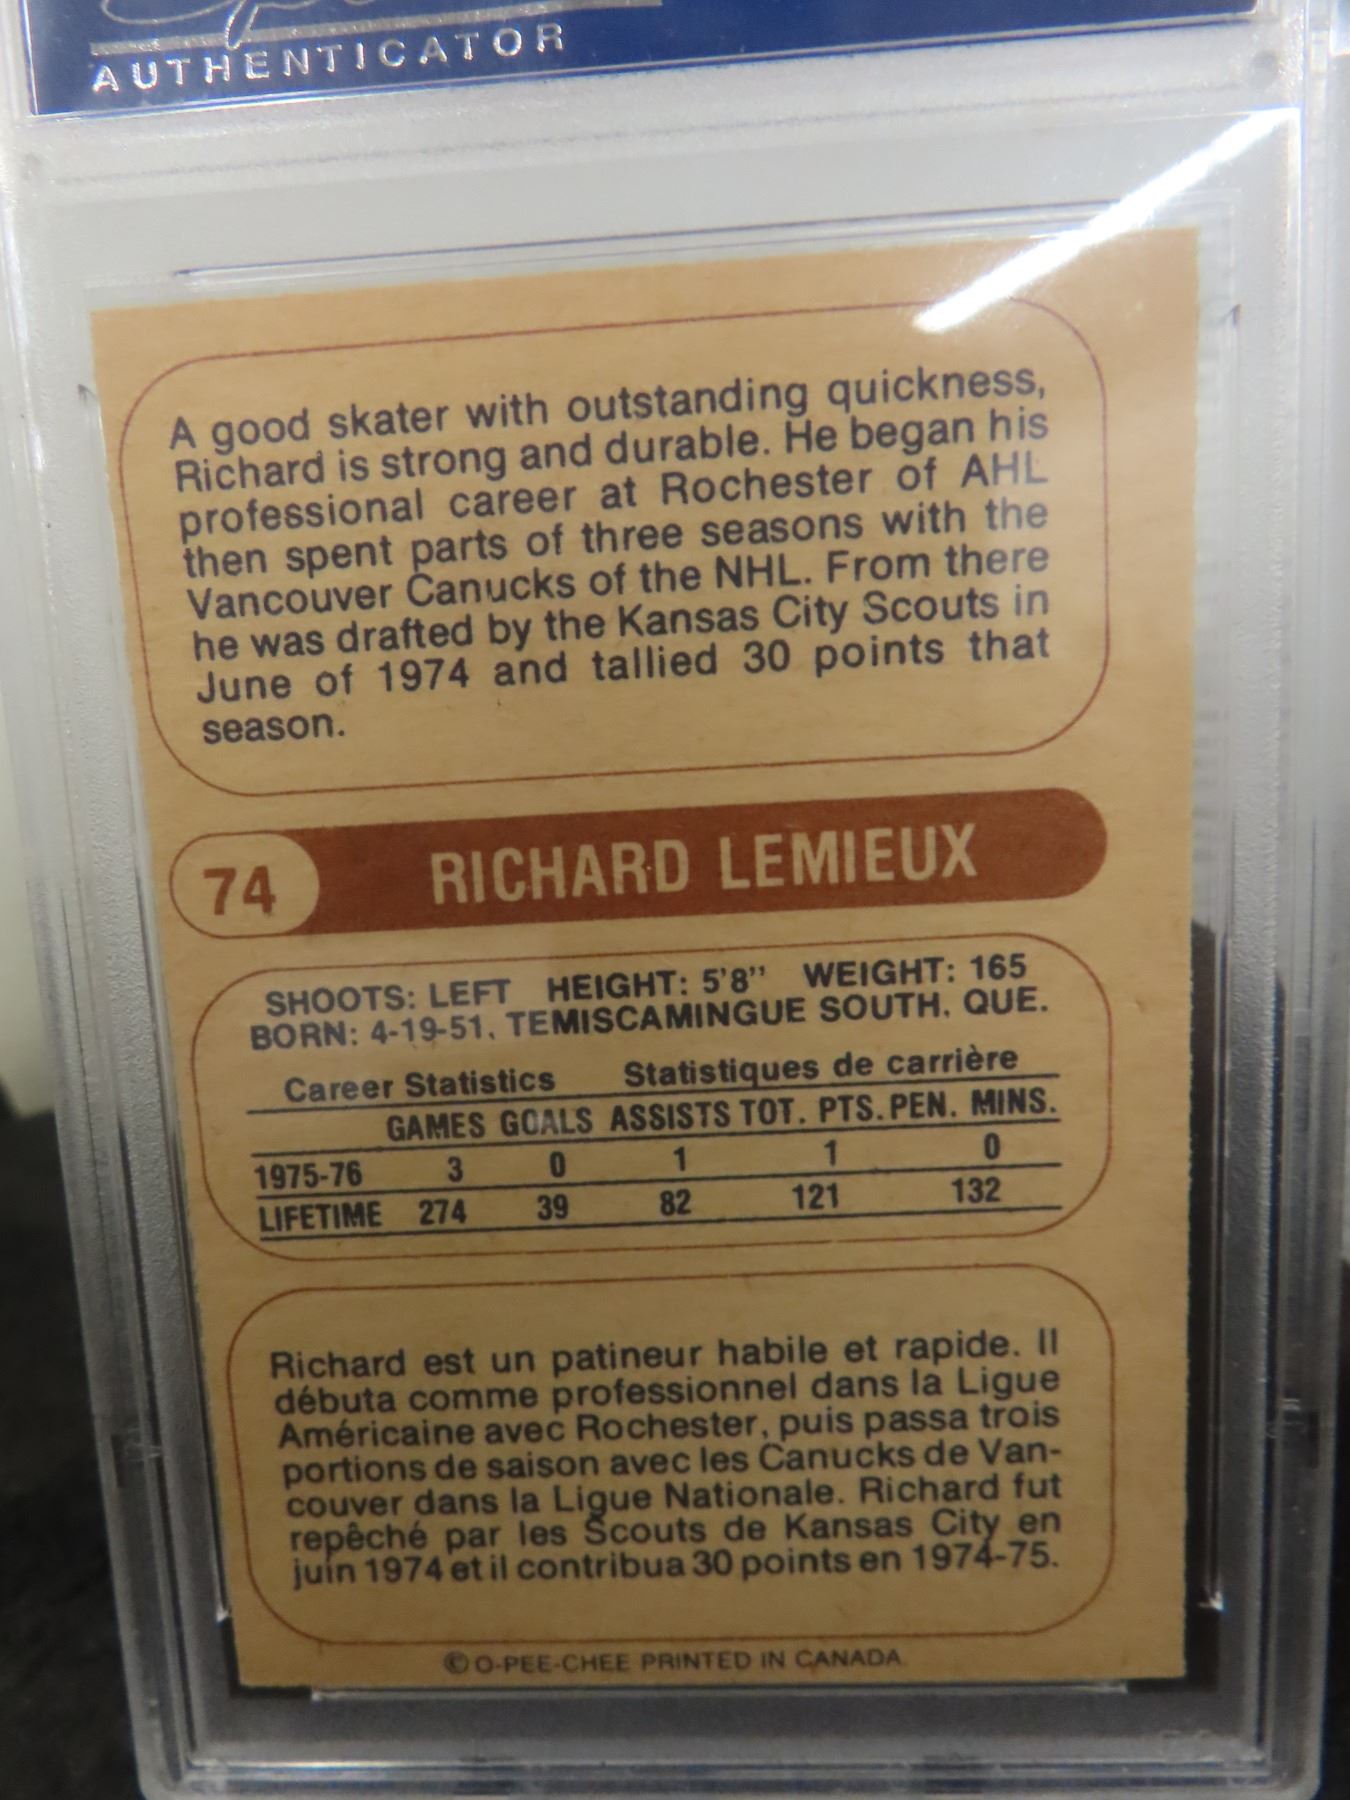 AUTHENTICATOR
A good skater with outstanding quickness,
Richard is strong and durable. He began his
professional career at Rochester of AHL
then spent parts of three seasons with the
Vancouver Canucks of the NHL. From there
he was drafted by the Kansas City Scouts in
June of 1974 and tallied 30 points that
season.
74 RICHARD LEMIEUX
SHOOTS: LEFT HEIGHT: 5'8" WEIGHT: 165
BORN: 4-19-51, TEMISCAMINGUE SOUTH, QUE.
Career Statistics Statistiques de carrière
GAMES GOALS ASSISTS TOT. PTS. PEN. MINS.
1975-76 3 0 1 1 0
LIFETIME 274 39 82 121 132
Richard est un patineur habile et rapide. Il
débuta comme professionnel dans la Ligue
Américaine avec Rochester, puis passa trois
portions de saison avec les Canucks de Van-
couver dans la Ligue Nationale. Richard fut
repêché par les Scouts de Kansas City en
juin 1974 et il contribua 30 points en 1974-75.
© O-PEE-CHEE PRINTED IN CANADA